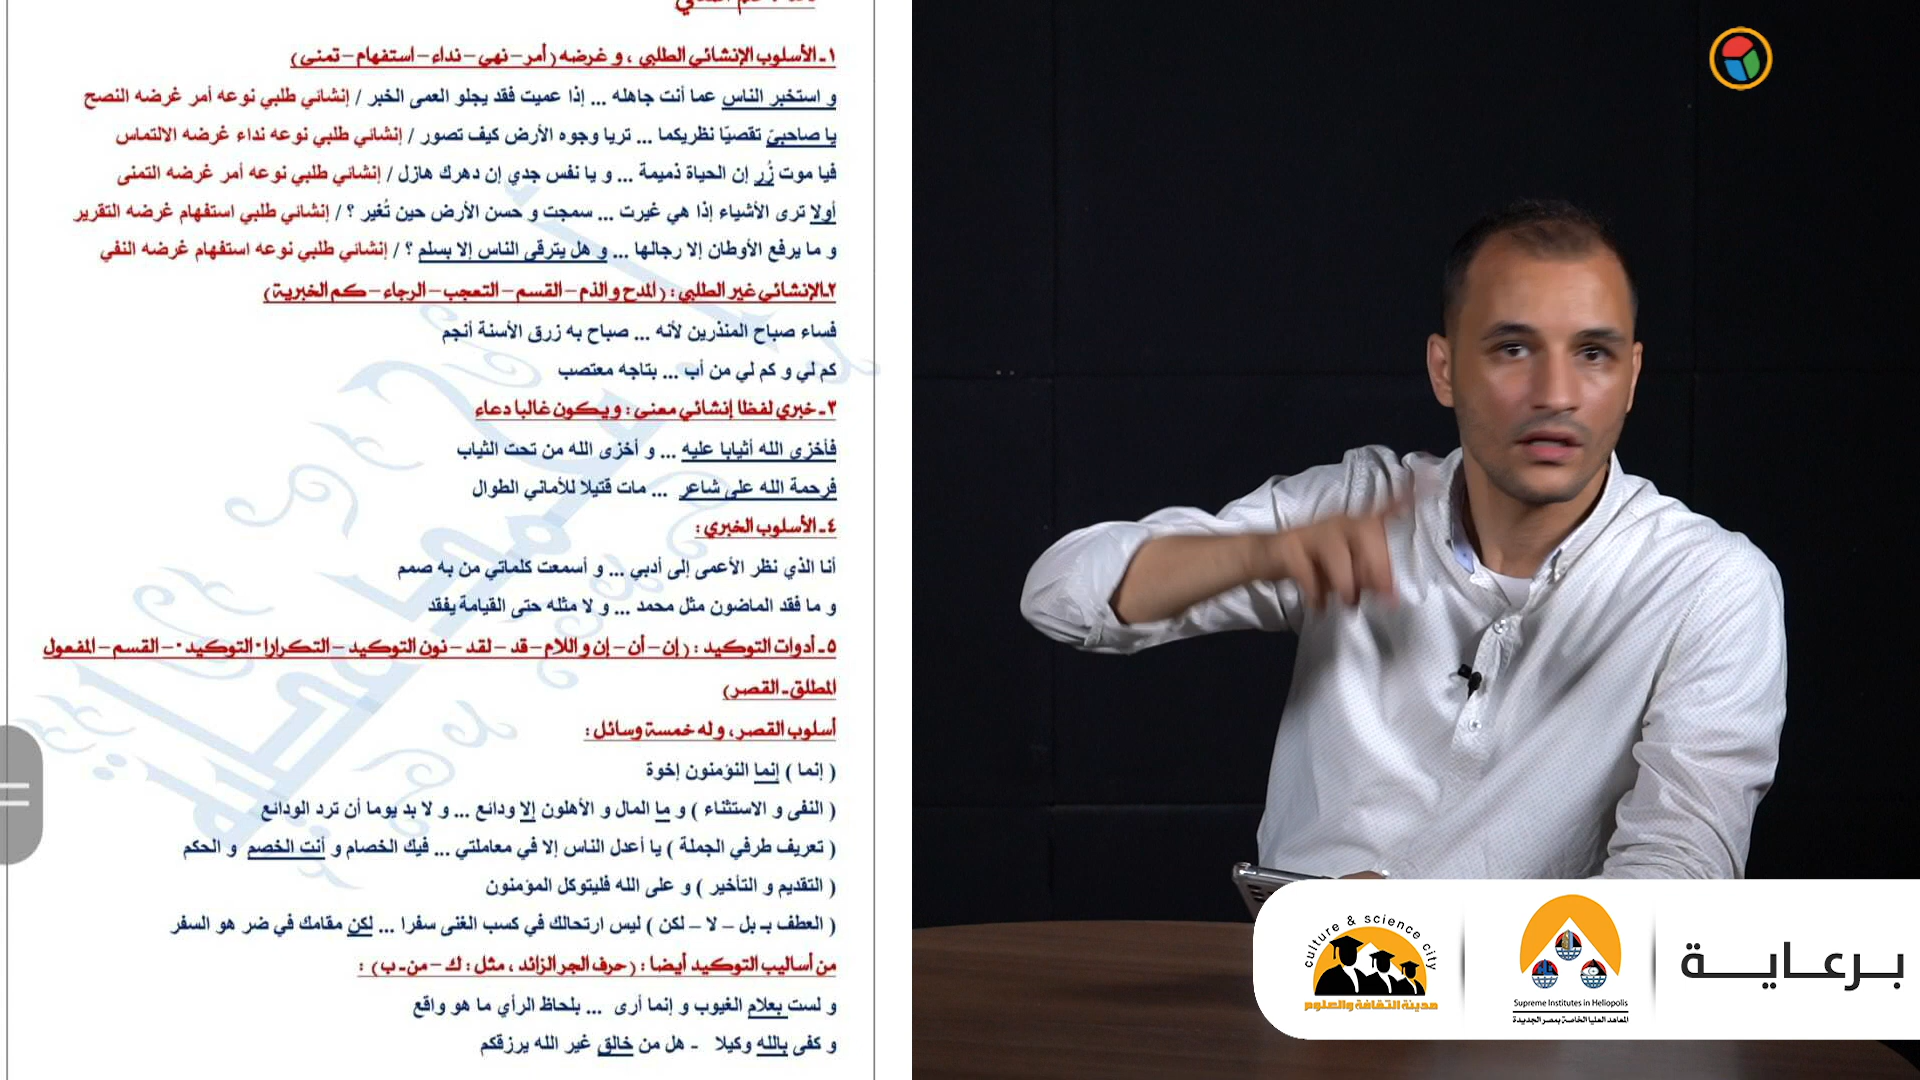 ١ـ الأسلوب الإنشائي الطلبي ، و غرضه ( أمر – نهي – نداء – استفهام – تمنى )
و استخبر الناس عما أنت جاهله ... إذا عميت فقد يجلو العمى الخبر / إنشائي طلبي نوعه أمر غرضه النصح
يا صاحبيّ تقصيّا نظريكما ... تريا وجوه الأرض كيف تصور / إنشائي طلبي نوعه نداء غرضه الالتماس
فيا موت زُر إن الحياة ذميمة ... و يا نفس جدي إن دهرك هازل / إنشائي طلبي نوعه أمر غرضه التمنى
أولا ترى الأشياء إذا هي غيرت ... سمجت و حسن الأرض حين تُغير ؟ / إنشائي طلبي استفهام غرضه التقرير
و ما يرفع الأوطان إلا رجالها ... و هل يترقى الناس إلا بسلم ؟ / إنشائي طلبي نوعه استفهام غرضه النفي
٢ـالإنشائي غير الطلبي : ( المدح و الذم – القسم – التعجب – الرجاء – كم الخبرية )
فساء صباح المنذرين لأنه ... صباح به زرق الأسنة أنجم
كم لي و كم لي من أب ... بتاجه معتصب
٣ـ خبري لفظا إنشائي معنى : و يكون غالبا دعاء
فأخزى الله أثيابا عليه ... و أخزى الله من تحت الثياب
فرحمة الله على شاعر ... مات قتيلا للأماني الطوال
٤ـ الأسلوب الخبري :
أنا الذي نظر الأعمى إلى أدبي ... و أسمعت كلماتي من به صمم
و ما فقد الماضون مثل محمد ... و لا مثله حتى القيامة يفقد
٥ـ أدوات التوكيد : ( إن – أن – إن و اللام – قد – لقد – نون التوكيد – التكرارا" التوكيد" – القسم – المفعول
المطلق ـ القصر )
أسلوب القصر ، و له خمسة وسائل :
( إنما ) إنما النؤمنون إخوة
( النفى و الاستثناء ) و ما المال و الأهلون إلا ودائع ... و لا بد يوما أن ترد الودائع
( تعريف طرفي الجملة ) يا أعدل الناس إلا في معاملتي ... فيك الخصام و أنت الخصم و الحكم
( التقديم و التأخير ) و على الله فليتوكل المؤمنون
( العطف بـ بل – لا – لكن ) ليس ارتحالك في كسب الغنى سفرا ... لكن مقامك في ضر هو السفر
من أساليب التوكيد أيضا : ( حرف الجر الزائد ، مثل : ك – من – ب ) :
و لست بعلام الغيوب و إنما أرى ... بلحاظ الرأي ما هو واقع
و كفى بالله وكيلا - هل من خالق غير الله يرزقكم
برعاية
Supreme Institutes in Heliopolis
المعاهد العليا الخاصة بمصر الجديدة
culture & science city
مدينة الثقافة والعلوم